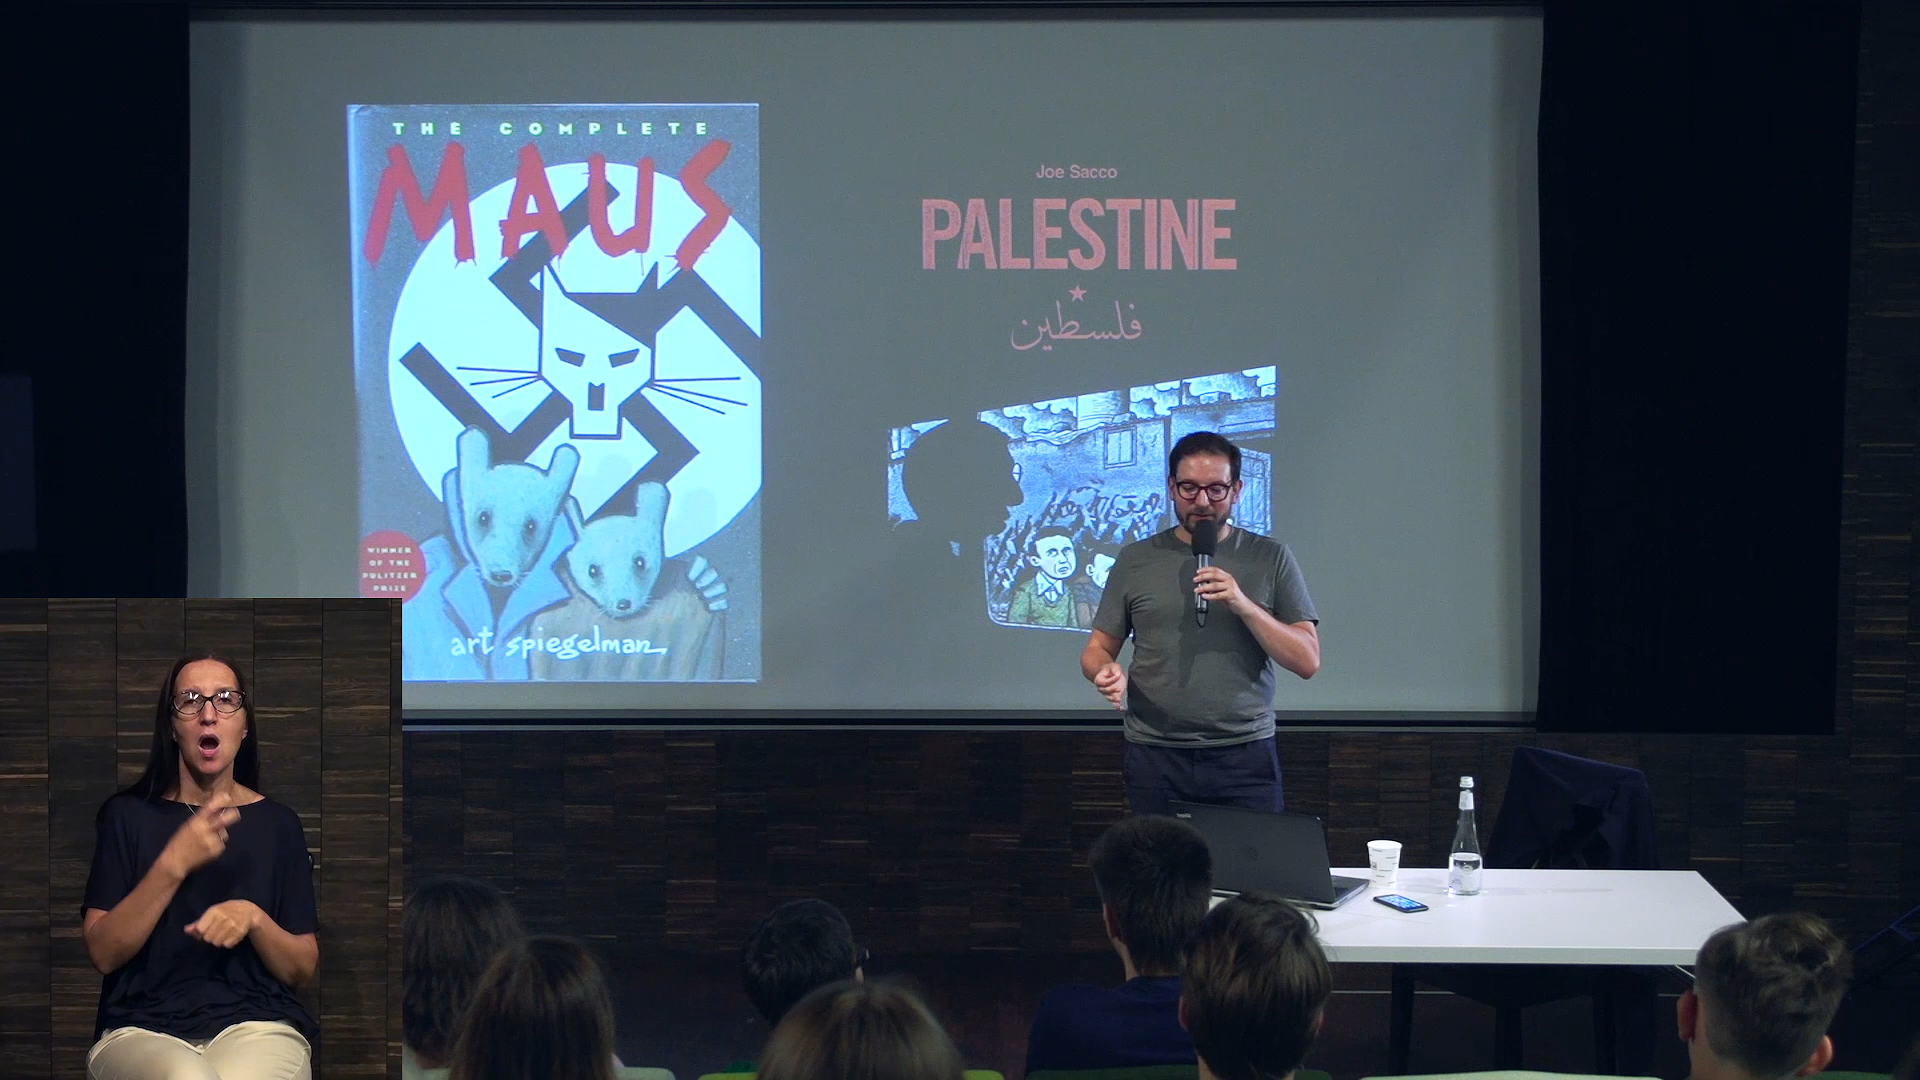 THE COMPLETE
MAUS
WINNER
OF THE
PULITZER
PRIZE
art spiegelman
Joe Sacco
PALESTINE
فلسطين